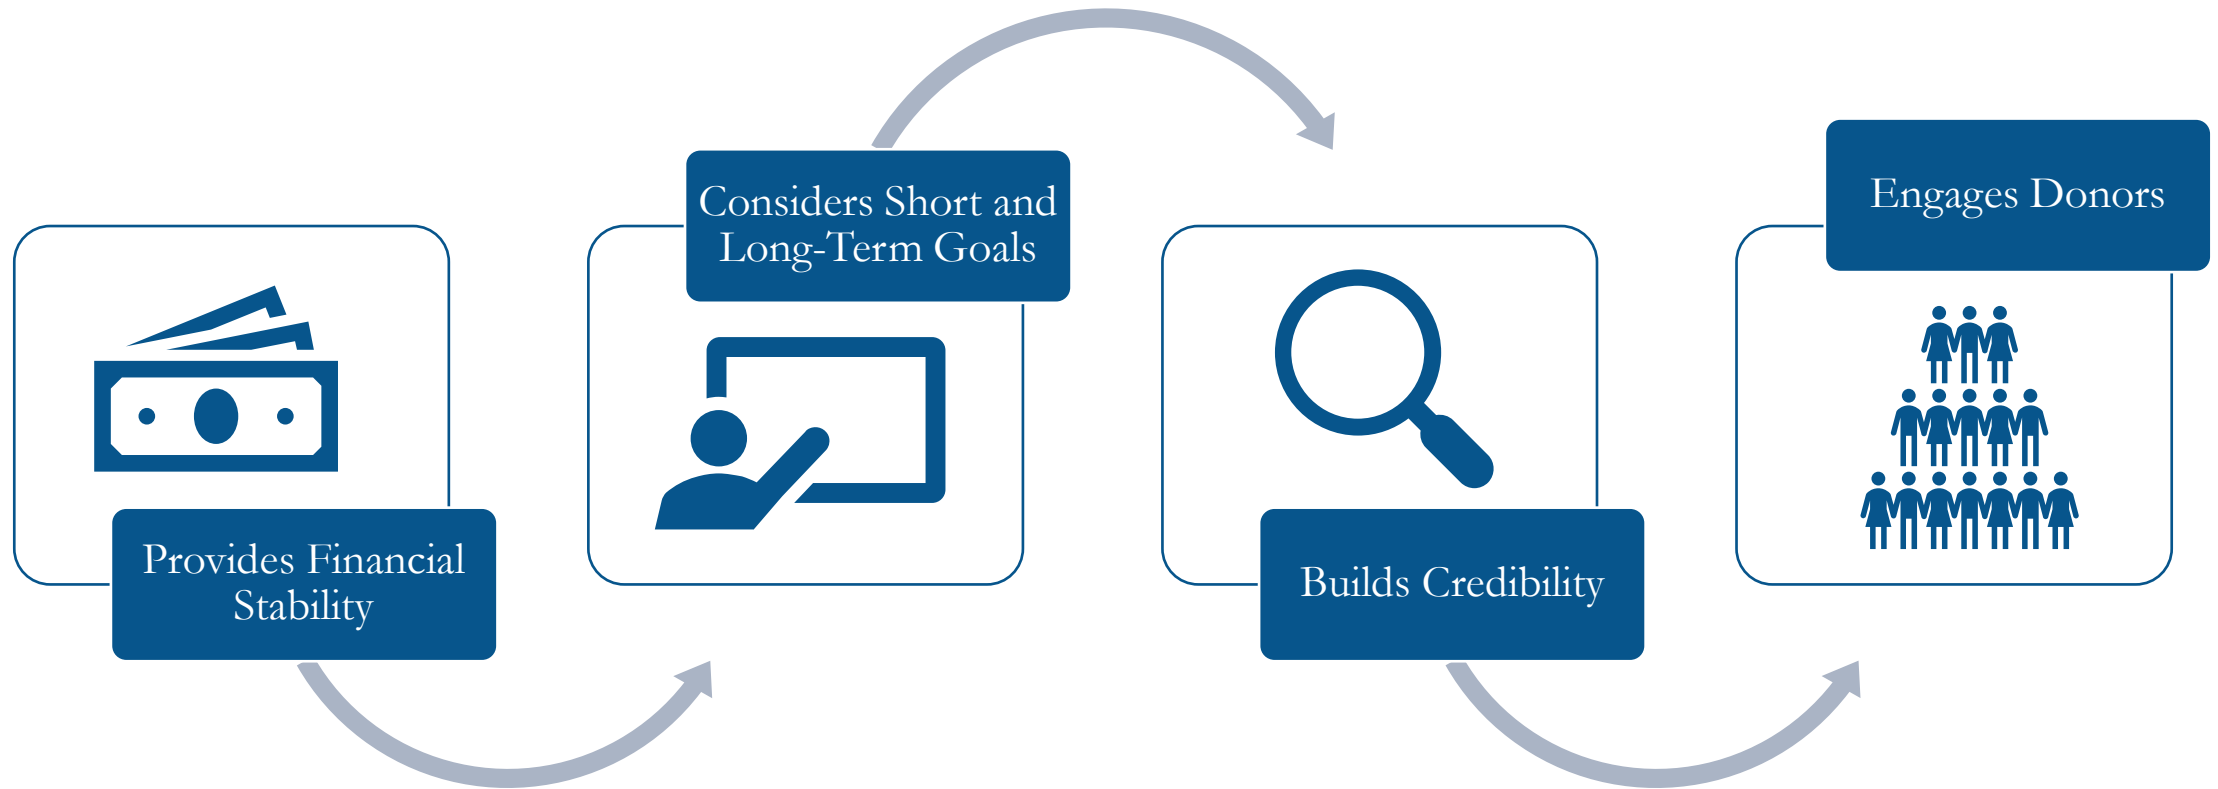 Provides Financial
Stability
Considers Short and
Long-Term Goals
Builds Credibility
Engages Donors